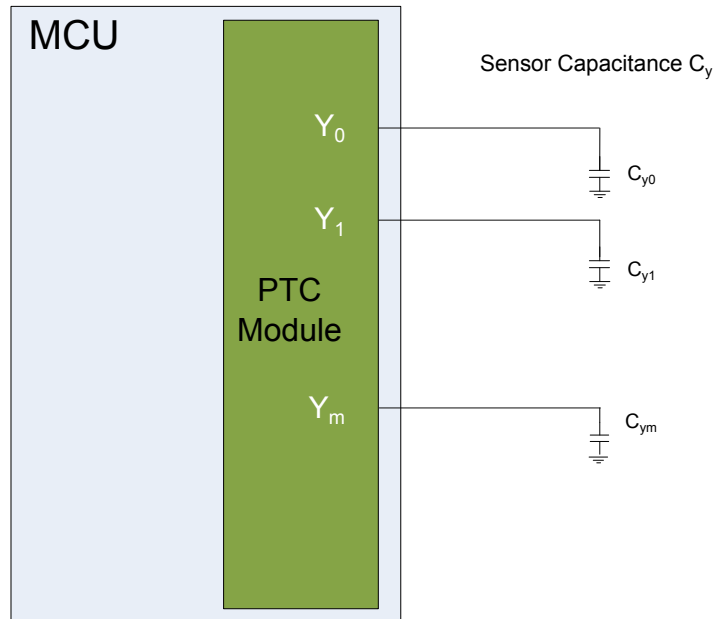 MCU
Sensor Capacitance Cy
Y0
Cy0
Y1
Cy1
PTC
Module
Ym
Cym